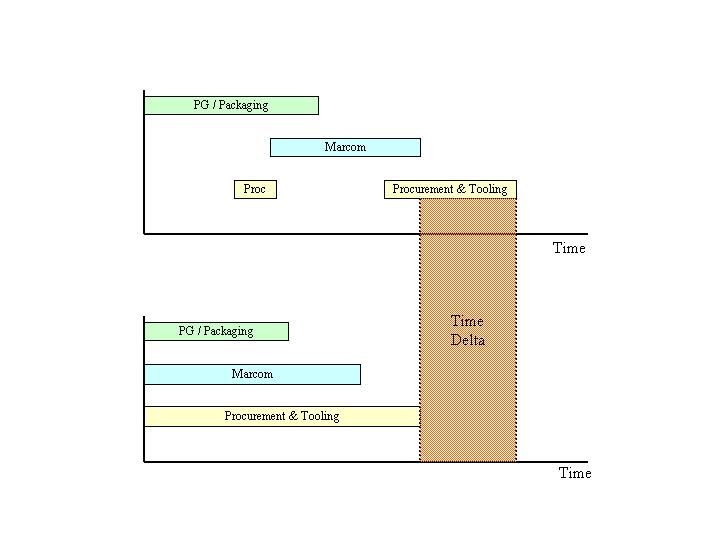 PG / Packaging
Marcom
Proc
Procurement & Tooling
Time
Time
Delta
PG / Packaging
Marcom
Procurement & Tooling
Time